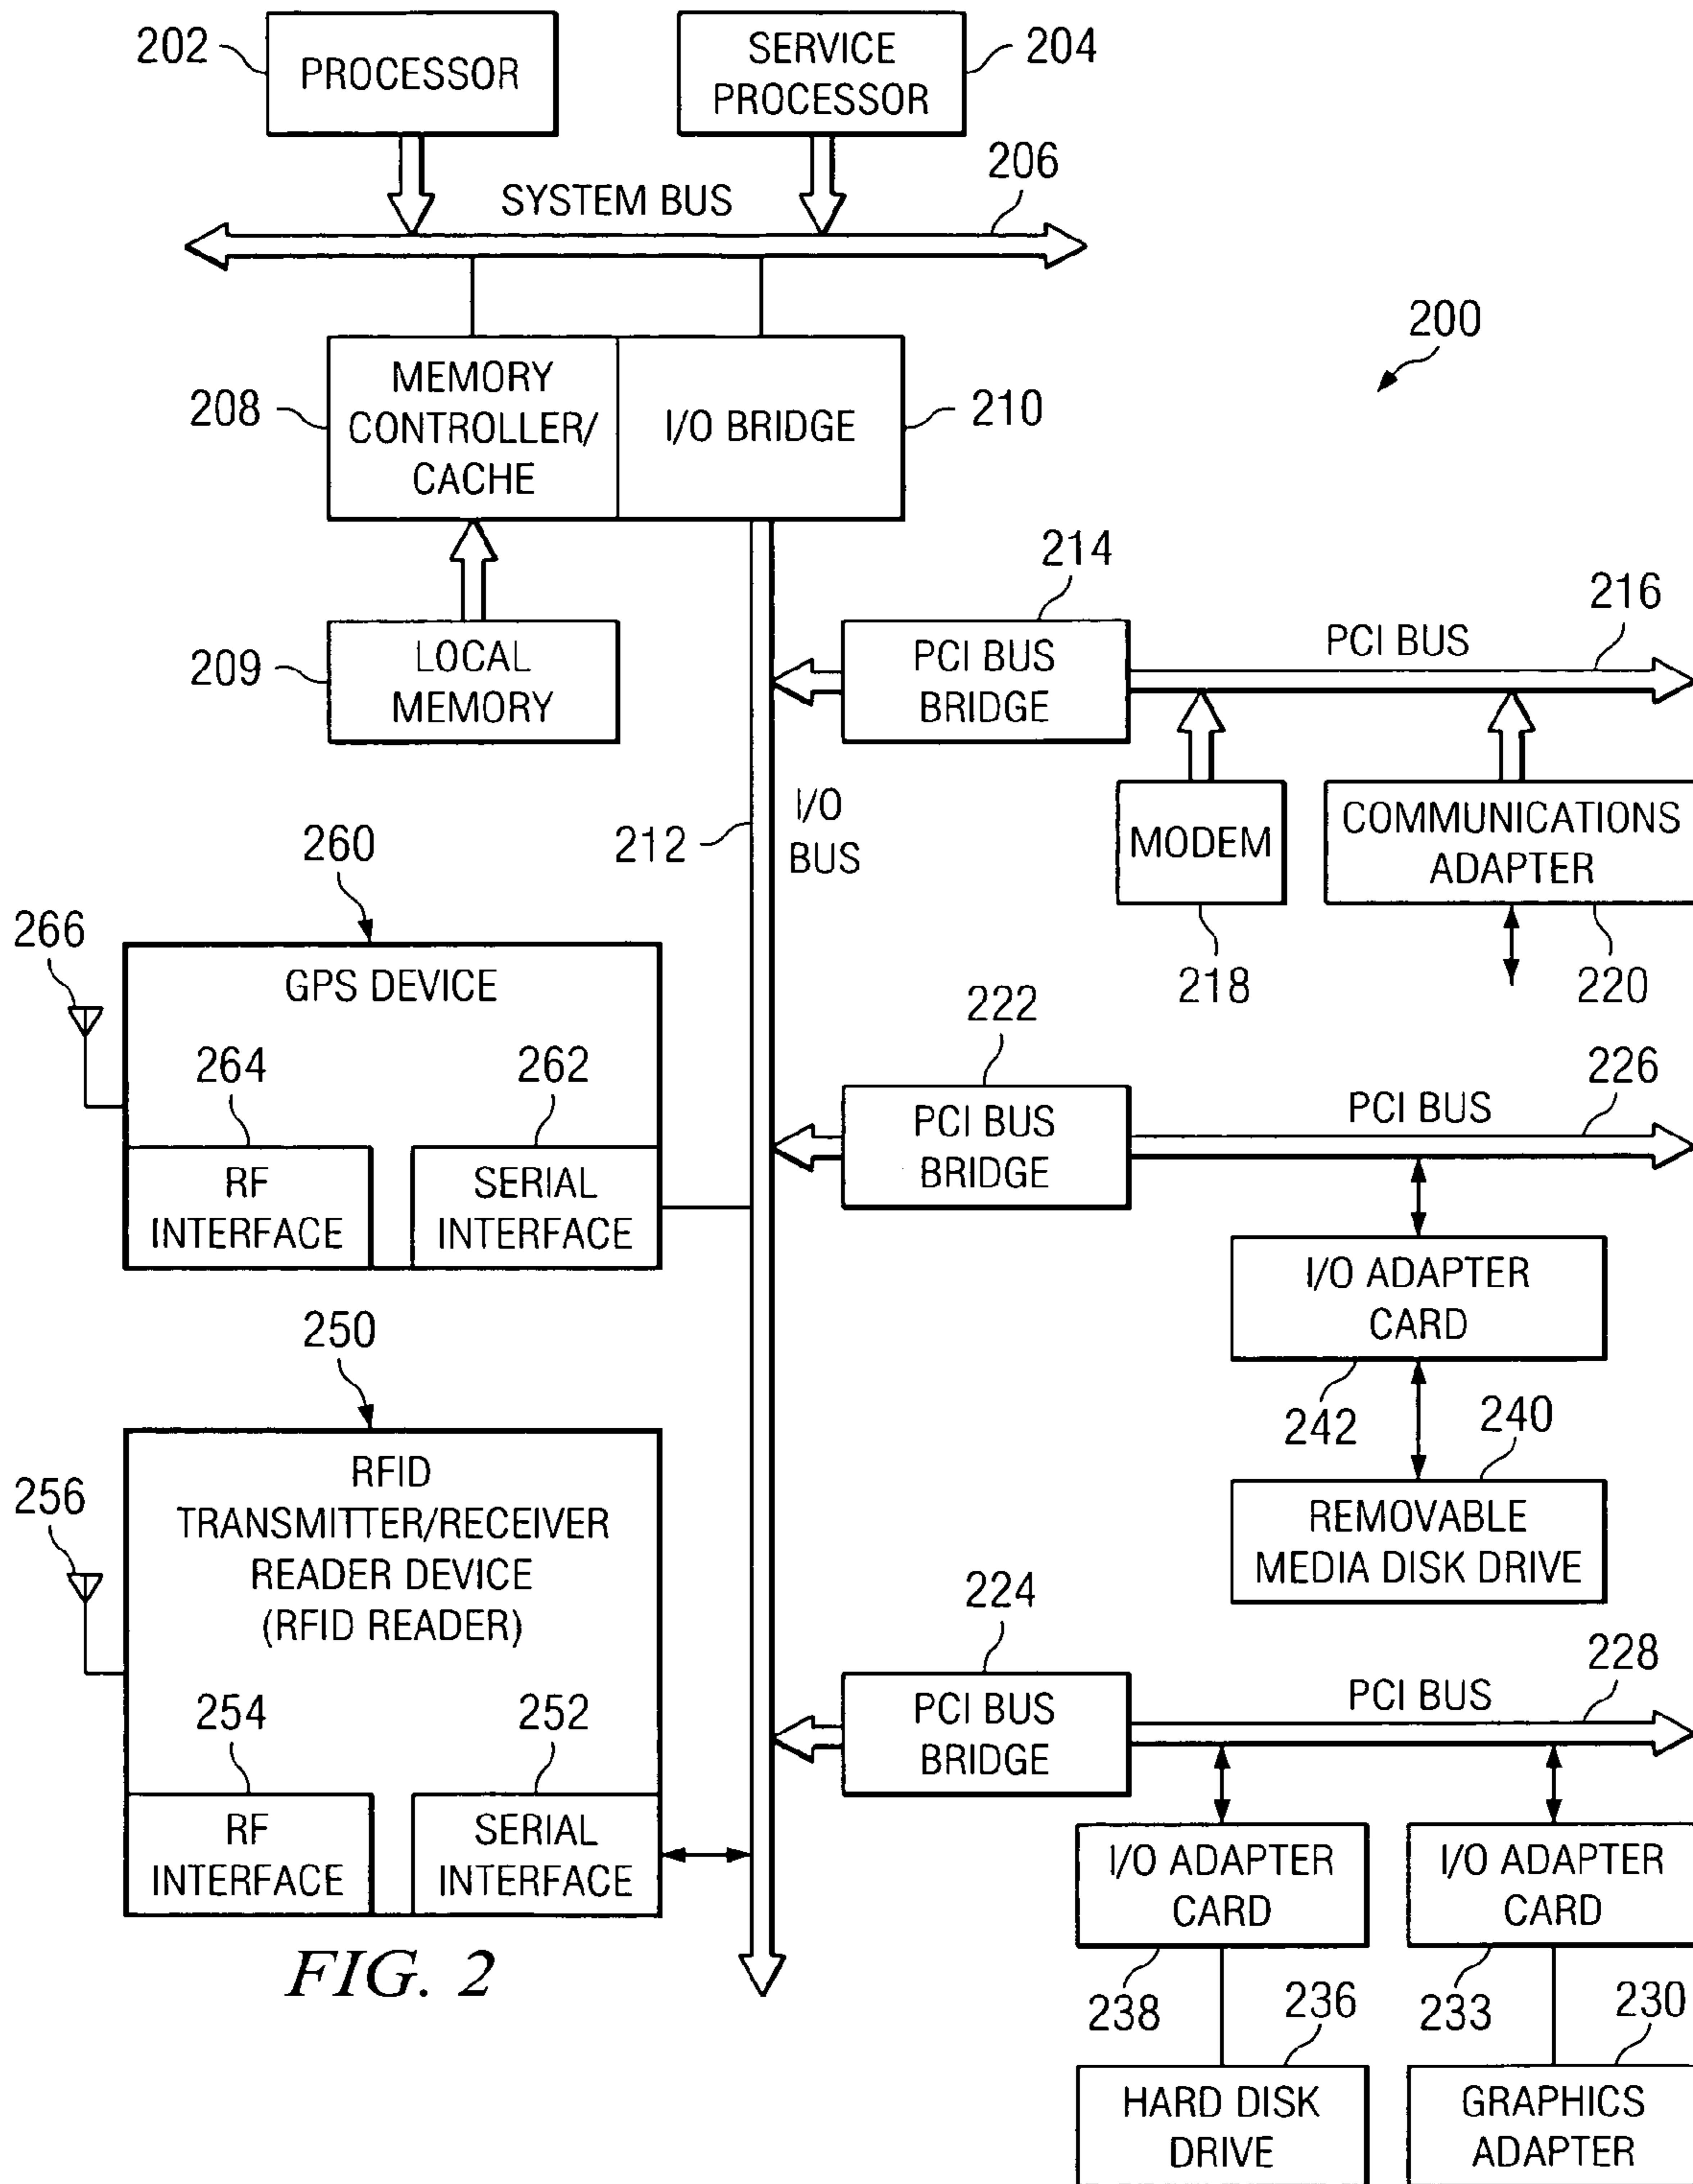 202
PROCESSOR
SERVICE
PROCESSOR
204
206
SYSTEM BUS
200
208
MEMORY
CONTROLLER/
CACHE
I/O BRIDGE
210
209
LOCAL
MEMORY
214
PCI BUS
BRIDGE
216
PCI BUS
212
I/O
BUS
MODEM
218
COMMUNICATIONS
ADAPTER
220
260
266
GPS DEVICE
264
262
RF
INTERFACE
SERIAL
INTERFACE
222
PCI BUS
BRIDGE
226
PCI BUS
I/O ADAPTER
CARD
242
240
REMOVABLE
MEDIA DISK DRIVE
250
256
RFID
TRANSMITTER/RECEIVER
READER DEVICE
(RFID READER)
254
252
RF
INTERFACE
SERIAL
INTERFACE
224
PCI BUS
BRIDGE
228
PCI BUS
I/O ADAPTER
CARD
238
I/O ADAPTER
CARD
233
236
HARD DISK
DRIVE
230
GRAPHICS
ADAPTER
FIG. 2